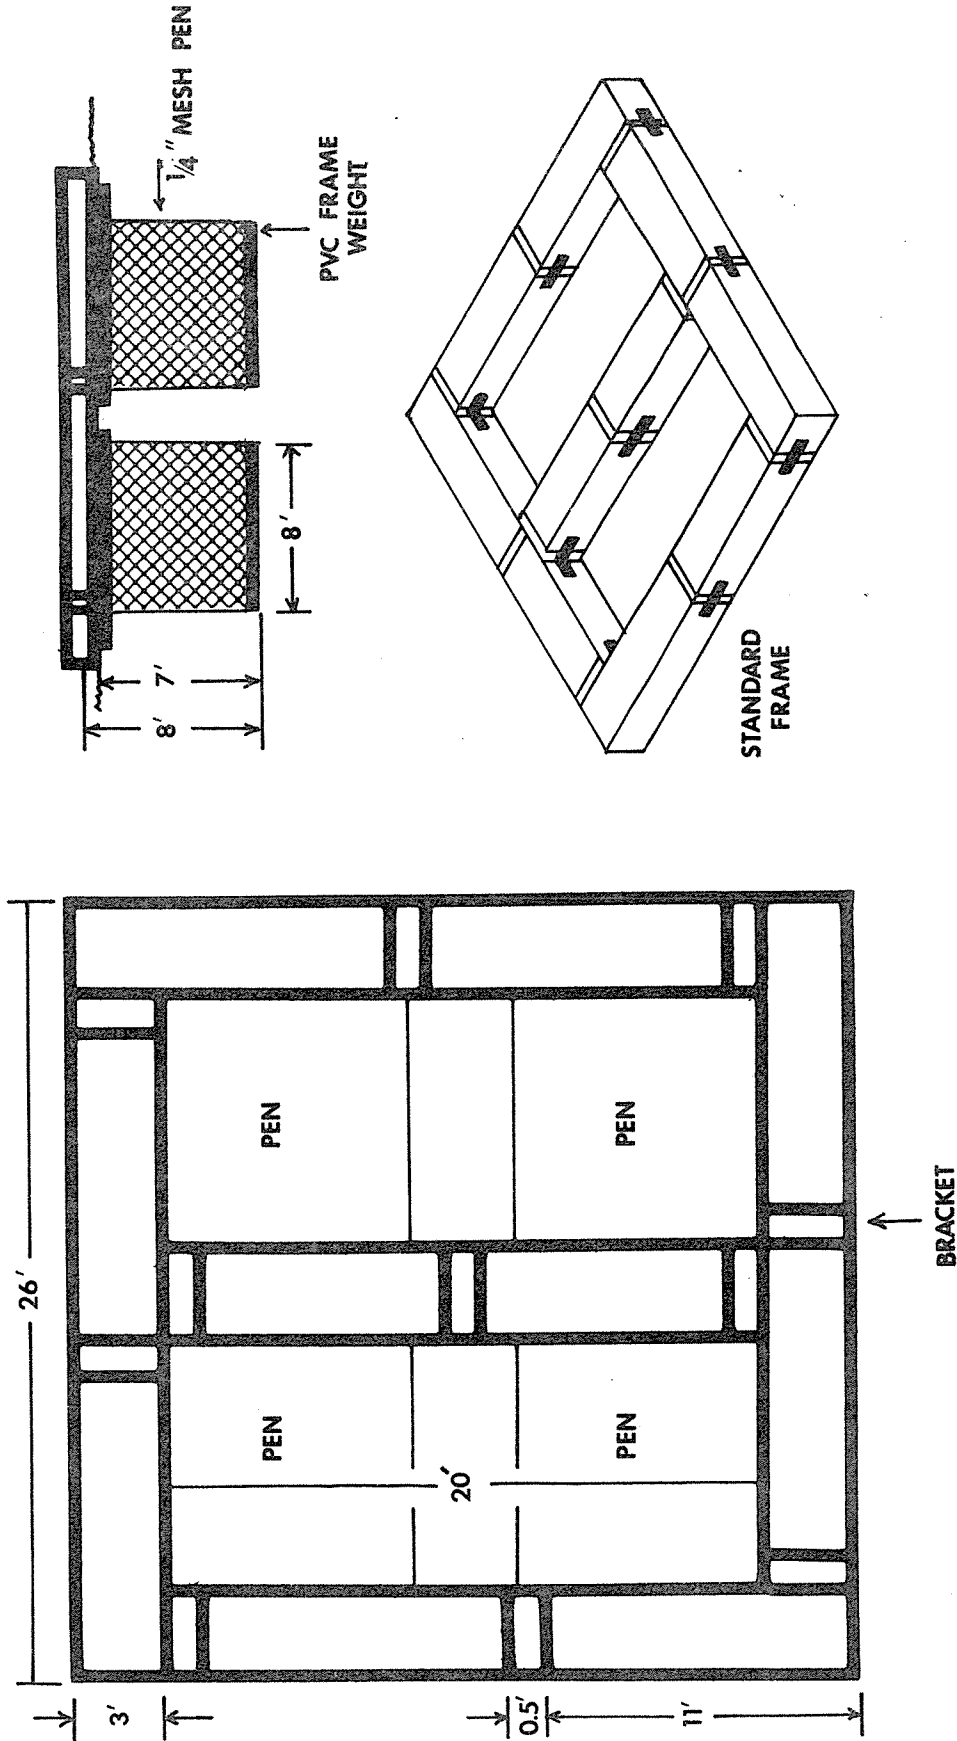 26'
3'
0.5'
11'
PEN
PEN
20'
PEN
PEN
BRACKET
8'
7'
8'
1/4" MESH PEN
PVC FRAME
WEIGHT
STANDARD
FRAME